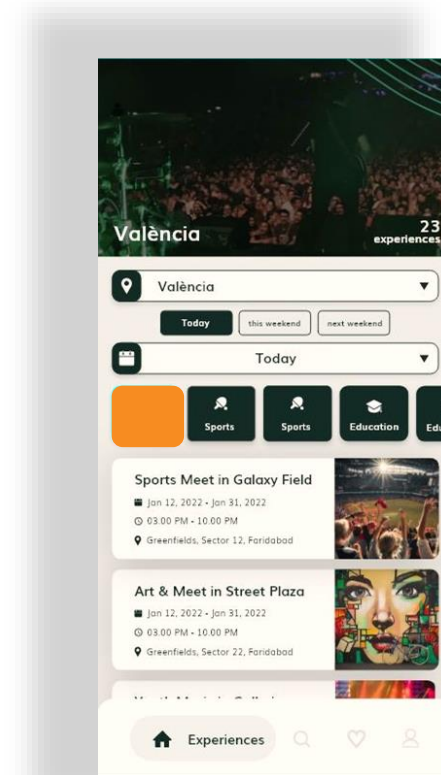 València
23
experiences
València
Today
this weekend
next weekend
Today
Sports
Sports
Education
Edu
Sports Meet in Galaxy Field
Jan 12, 2022 - Jan 31, 2022
03.00 PM - 10.00 PM
Greenfields, Sector 12, Faridabad
Art & Meet in Street Plaza
Jan 12, 2022 - Jan 31, 2022
03.00 PM - 10.00 PM
Greenfields, Sector 22, Faridabad
Experiences